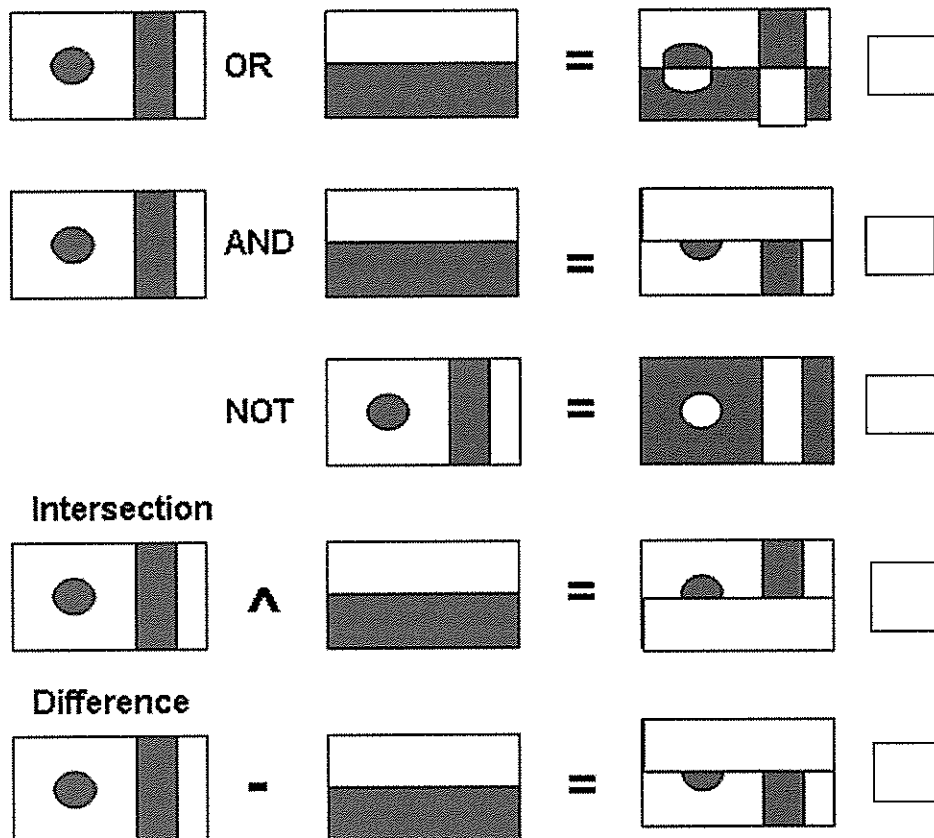 OR =
AND =
NOT =
Intersection
∧ =
Difference
- =